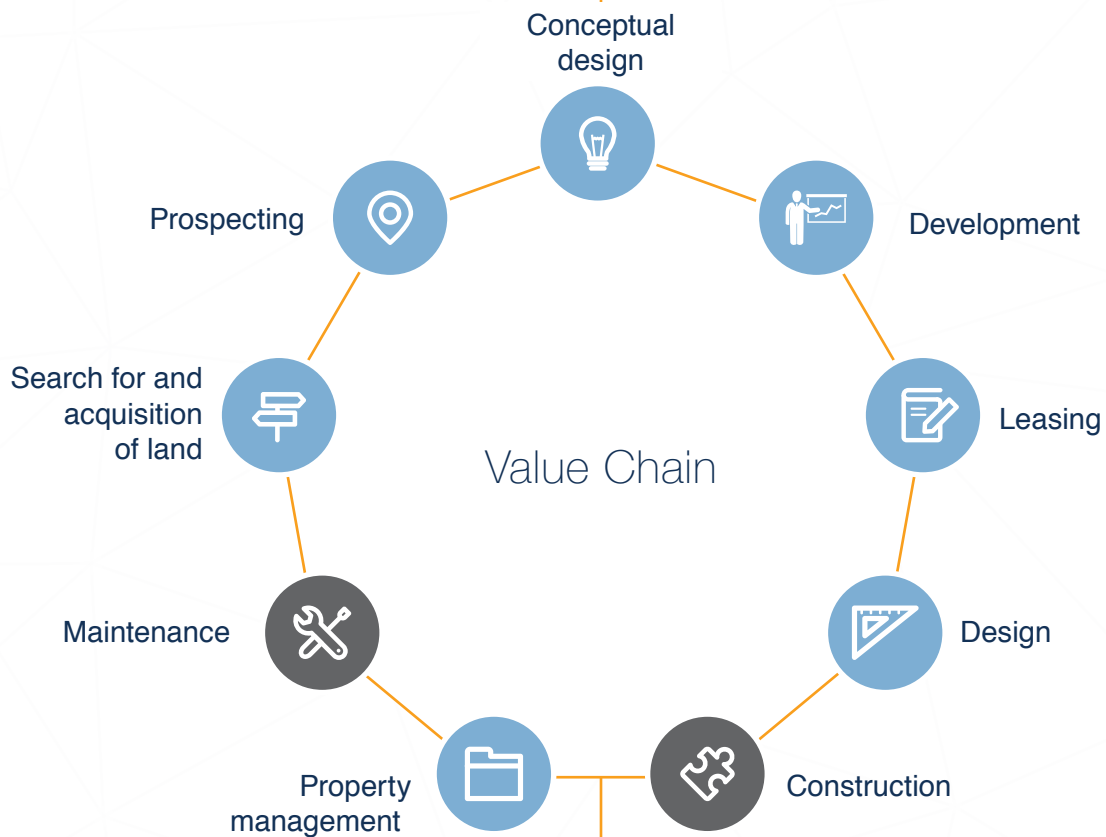 Conceptual
design
Prospecting
Development
Search for and
acquisition
of land
Leasing
Value Chain
Maintenance
Design
Property
management
Construction